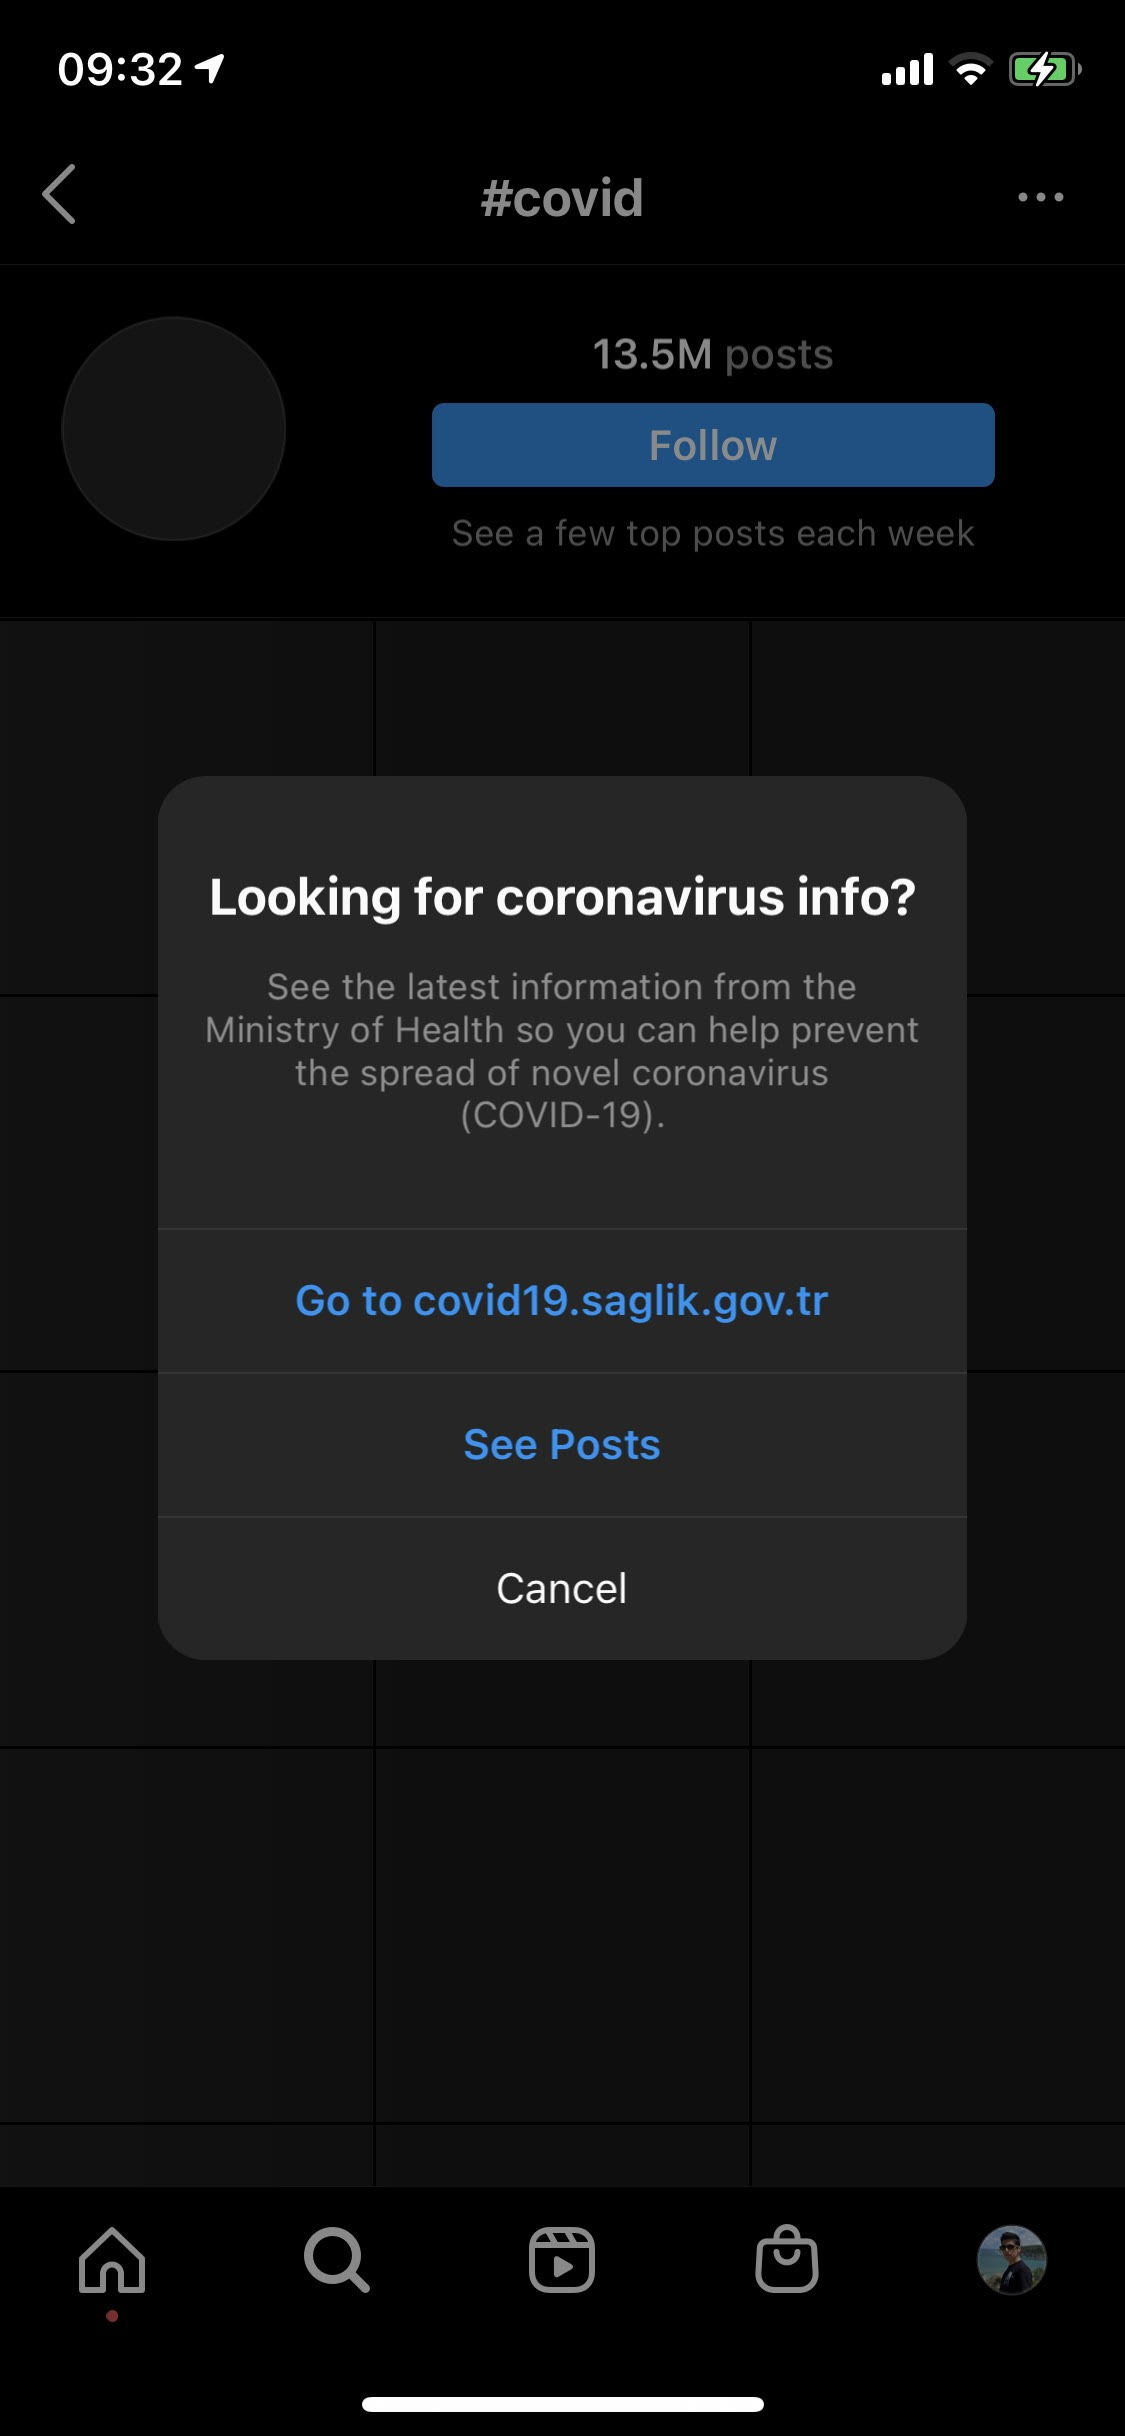 09:32
#covid
13.5M posts
Follow
See a few top posts each week
Looking for coronavirus info?
See the latest information from the
Ministry of Health so you can help prevent
the spread of novel coronavirus
(COVID-19).
Go to covid19.saglik.gov.tr
See Posts
Cancel